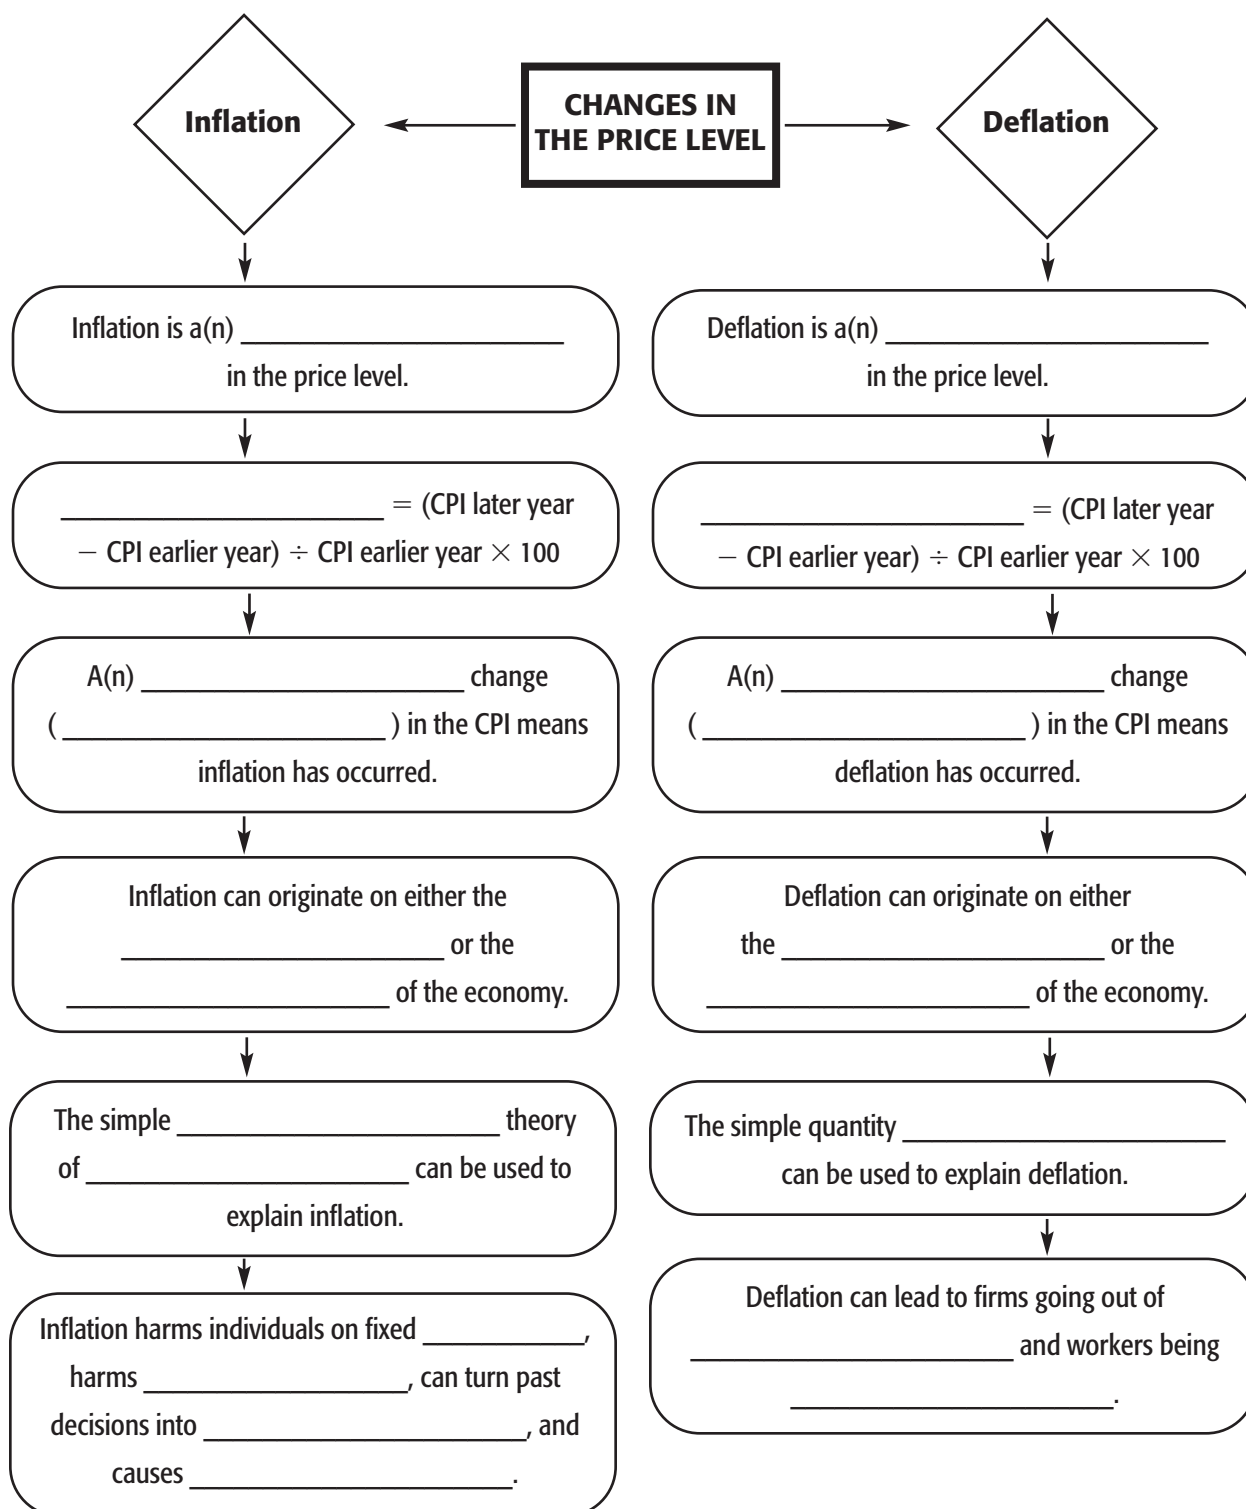 CHANGES IN
THE PRICE LEVEL
Inflation
Inflation is a(n) ______________________
in the price level.
______________________ = (CPI later year
− CPI earlier year) ÷ CPI earlier year × 100
A(n) ______________________ change
( ______________________ ) in the CPI means
inflation has occurred.
Inflation can originate on either the
______________________ or the
______________________ of the economy.
The simple ______________________ theory
of ______________________ can be used to
explain inflation.
Inflation harms individuals on fixed ___________,
harms __________________, can turn past
decisions into ______________________, and
causes ______________________.
Deflation
Deflation is a(n) ______________________
in the price level.
______________________ = (CPI later year
− CPI earlier year) ÷ CPI earlier year × 100
A(n) ______________________ change
( ______________________ ) in the CPI means
deflation has occurred.
Deflation can originate on either
the ______________________ or the
______________________ of the economy.
The simple quantity ______________________
can be used to explain deflation.
Deflation can lead to firms going out of
______________________ and workers being
______________________.